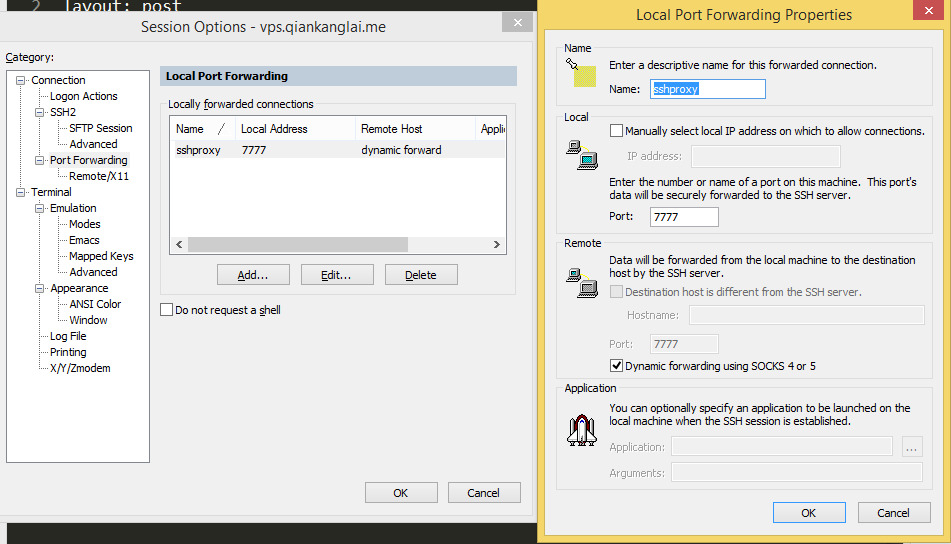 2 layout: post
Session Options - vps.qiankanglai.me
Category:
Connection
Logon Actions
SSH2
SFTP Session
Advanced
Port Forwarding
Remote/X11
Terminal
Emulation
Modes
Emacs
Mapped Keys
Advanced
Appearance
ANSI Color
Window
Log File
Printing
X/Y/Zmodem
Local Port Forwarding
Locally forwarded connections
Name Local Address Remote Host Appli
sshproxy 7777 dynamic forward
Add... Edit... Delete
Do not request a shell
OK Cancel
Local Port Forwarding Properties
Name
Enter a descriptive name for this forwarded connection.
Name: sshproxy
Local
Manually select local IP address on which to allow connections.
IP address:
Enter the number or name of a port on this machine. This port's
data will be securely forwarded to the SSH server.
Port: 7777
Remote
Data will be forwarded from the local machine to the destination
host by the SSH server.
Destination host is different from the SSH server.
Hostname:
Port: 7777
Dynamic forwarding using SOCKS 4 or 5
Application
You can optionally specify an application to be launched on the
local machine when the SSH session is established.
Application: ...
Arguments:
OK Cancel